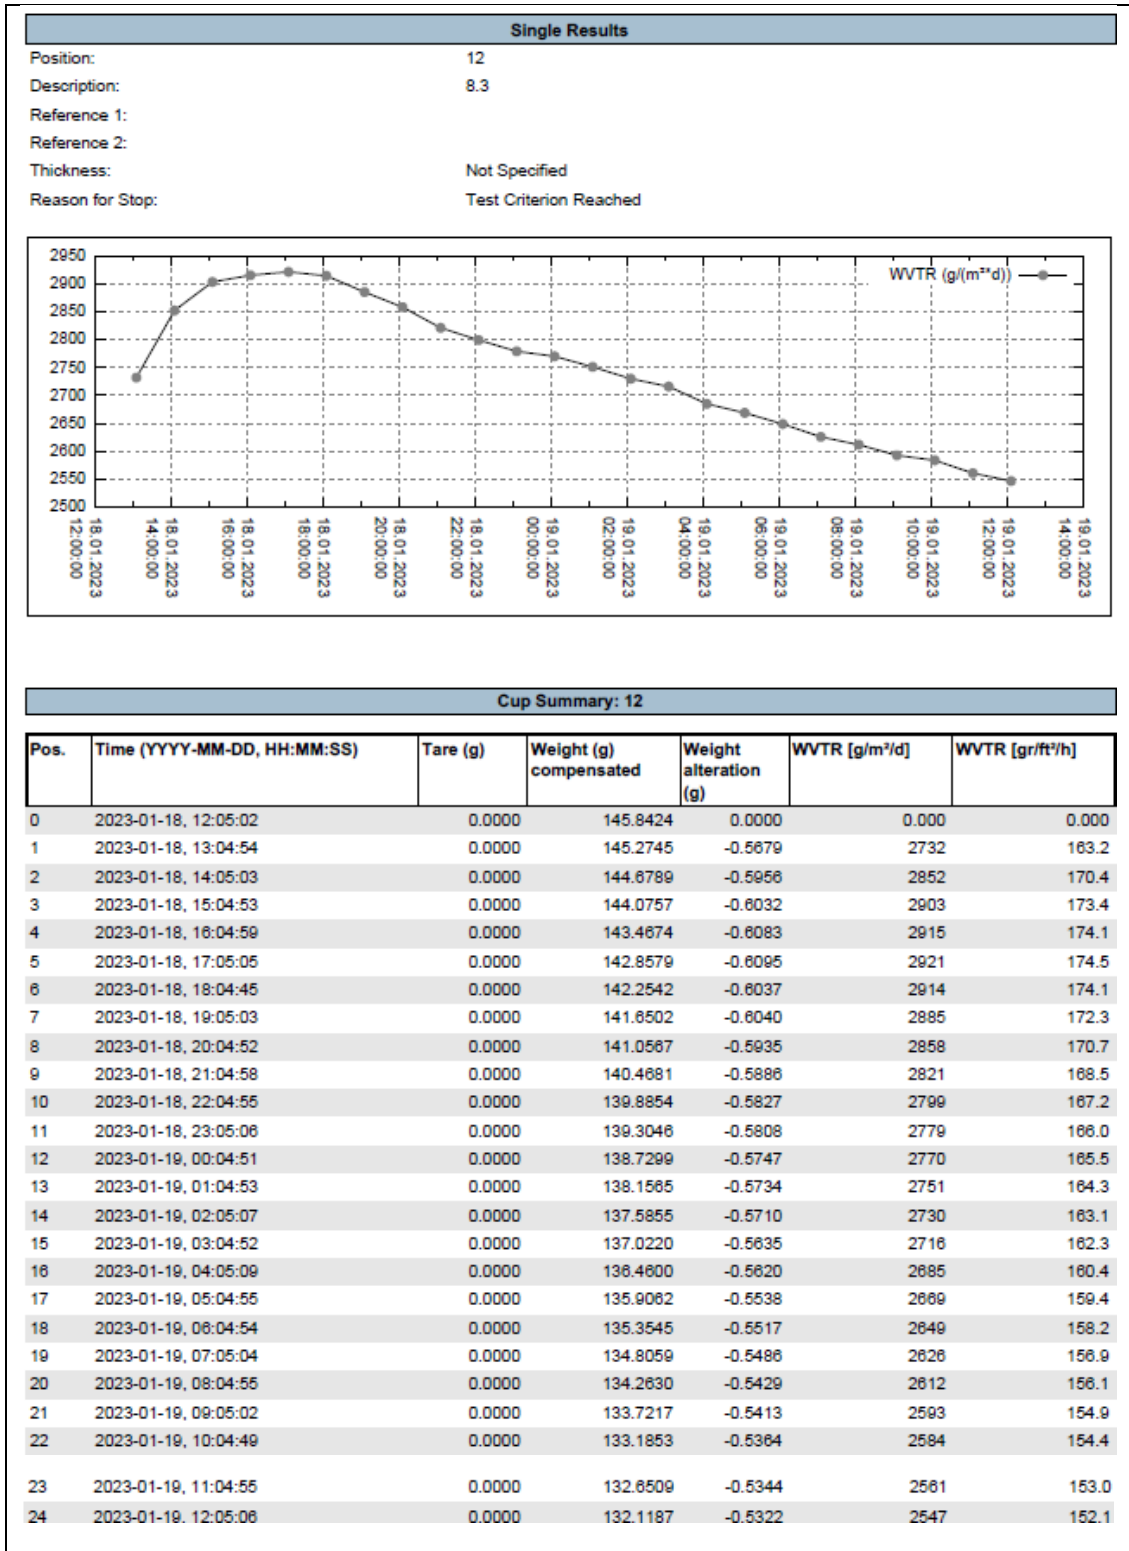 Single Results
Position: 12
Description: 8.3
Reference 1:
Reference 2:
Thickness: Not Specified
Reason for Stop: Test Criterion Reached
2950
2900
2850
2800
2750
2700
2650
2600
2550
2500
WVTR (g/(m²*d))
18.01.2023 12:00:00
18.01.2023 14:00:00
18.01.2023 16:00:00
18.01.2023 18:00:00
18.01.2023 20:00:00
18.01.2023 22:00:00
19.01.2023 00:00:00
19.01.2023 02:00:00
19.01.2023 04:00:00
19.01.2023 06:00:00
19.01.2023 08:00:00
19.01.2023 10:00:00
19.01.2023 12:00:00
19.01.2023 14:00:00
Cup Summary: 12
Pos. Time (YYYY-MM-DD, HH:MM:SS) Tare (g) Weight (g) compensated Weight alteration (g) WVTR [g/m²/d] WVTR [gr/ft²/h]
0 2023-01-18, 12:05:02 0.0000 145.8424 0.0000 0.000 0.000
1 2023-01-18, 13:04:54 0.0000 145.2745 -0.5679 2732 163.2
2 2023-01-18, 14:05:03 0.0000 144.6789 -0.5956 2852 170.4
3 2023-01-18, 15:04:53 0.0000 144.0757 -0.6032 2903 173.4
4 2023-01-18, 16:04:59 0.0000 143.4674 -0.6083 2915 174.1
5 2023-01-18, 17:05:05 0.0000 142.8579 -0.6095 2921 174.5
6 2023-01-18, 18:04:45 0.0000 142.2542 -0.6037 2914 174.1
7 2023-01-18, 19:05:03 0.0000 141.6502 -0.6040 2885 172.3
8 2023-01-18, 20:04:52 0.0000 141.0567 -0.5935 2858 170.7
9 2023-01-18, 21:04:58 0.0000 140.4681 -0.5886 2821 168.5
10 2023-01-18, 22:04:55 0.0000 139.8854 -0.5827 2799 167.2
11 2023-01-18, 23:05:06 0.0000 139.3046 -0.5808 2779 166.0
12 2023-01-19, 00:04:51 0.0000 138.7299 -0.5747 2770 165.5
13 2023-01-19, 01:04:53 0.0000 138.1565 -0.5734 2751 164.3
14 2023-01-19, 02:05:07 0.0000 137.5855 -0.5710 2730 163.1
15 2023-01-19, 03:04:52 0.0000 137.0220 -0.5635 2716 162.3
16 2023-01-19, 04:05:09 0.0000 136.4600 -0.5620 2685 160.4
17 2023-01-19, 05:04:55 0.0000 135.9062 -0.5538 2669 159.4
18 2023-01-19, 06:04:54 0.0000 135.3545 -0.5517 2649 158.2
19 2023-01-19, 07:05:04 0.0000 134.8059 -0.5486 2626 156.9
20 2023-01-19, 08:04:55 0.0000 134.2630 -0.5429 2612 156.1
21 2023-01-19, 09:05:02 0.0000 133.7217 -0.5413 2593 154.9
22 2023-01-19, 10:04:49 0.0000 133.1853 -0.5364 2584 154.4
23 2023-01-19, 11:04:55 0.0000 132.6509 -0.5344 2561 153.0
24 2023-01-19, 12:05:06 0.0000 132.1187 -0.5322 2547 152.1